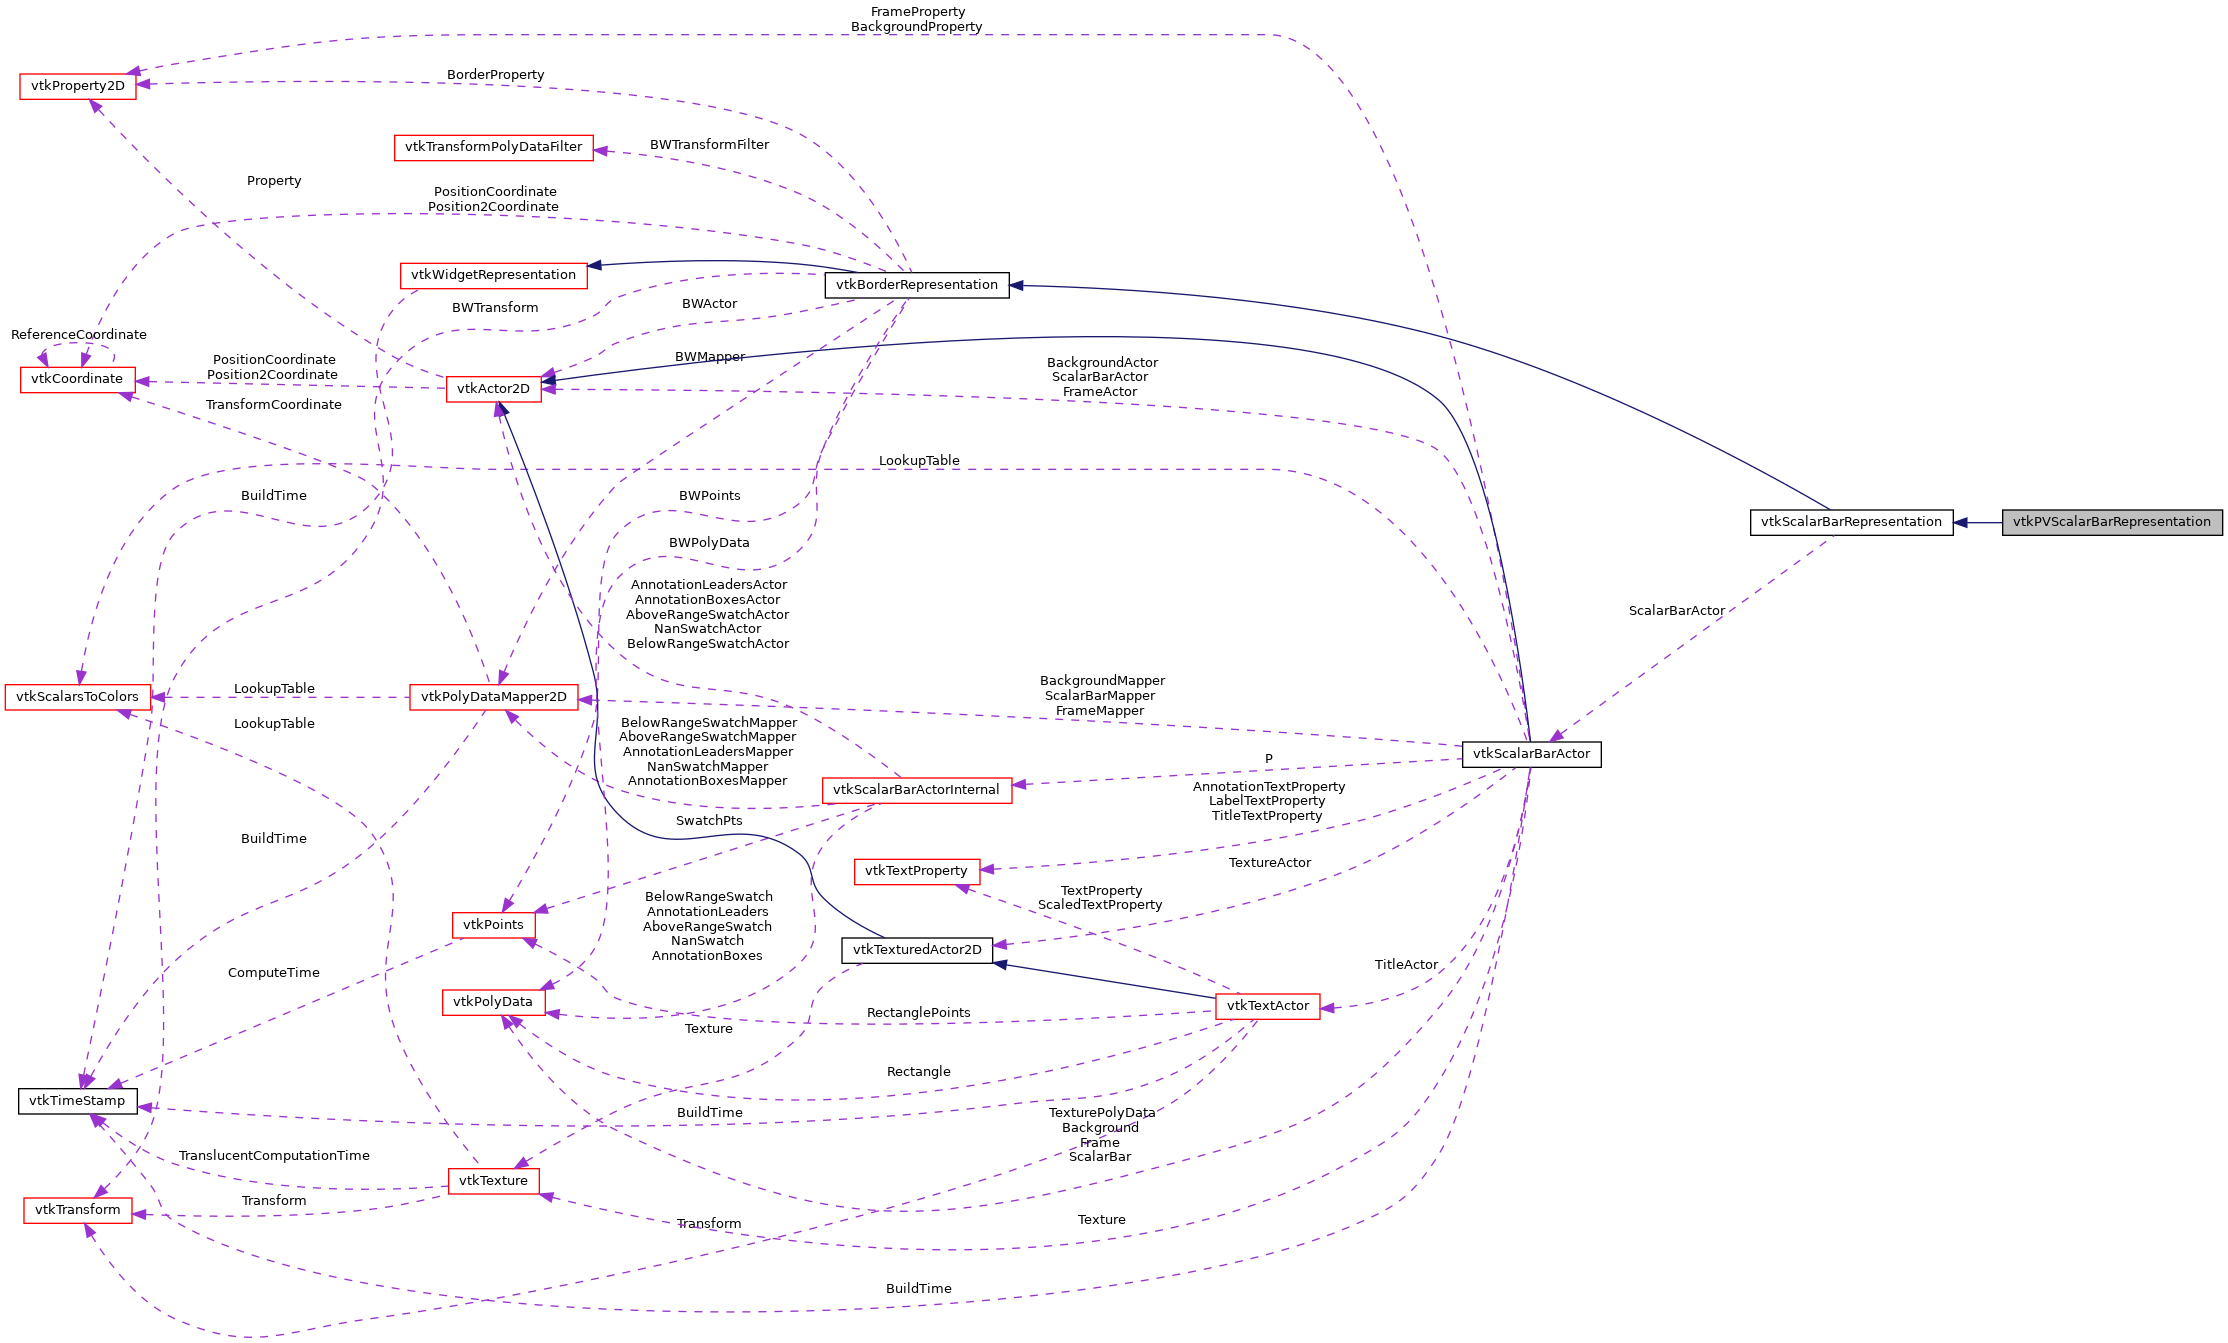 FrameProperty
BackgroundProperty
BorderProperty
vtkProperty2D
vtkTransformPolyDataFilter
BWTransformFilter
Property
PositionCoordinate
Position2Coordinate
vtkWidgetRepresentation
vtkBorderRepresentation
BWTransform
BWActor
ReferenceCoordinate
PositionCoordinate
Position2Coordinate
BWMapper
BackgroundActor
ScalarBarActor
FrameActor
vtkCoordinate
vtkActor2D
TransformCoordinate
LookupTable
BuildTime
BWPoints
vtkScalarBarRepresentation
vtkPVScalarBarRepresentation
BWPolyData
AnnotationLeadersActor
AnnotationBoxesActor
AboveRangeSwatchActor
NanSwatchActor
BelowRangeSwatchActor
ScalarBarActor
BackgroundMapper
ScalarBarMapper
FrameMapper
vtkScalarsToColors
LookupTable
vtkPolyDataMapper2D
LookupTable
BelowRangeSwatchMapper
AboveRangeSwatchMapper
AnnotationLeadersMapper
NanSwatchMapper
AnnotationBoxesMapper
vtkScalarBarActor
P
vtkScalarBarActorInternal
AnnotationTextProperty
LabelTextProperty
TitleTextProperty
SwatchPts
BuildTime
vtkTextProperty
TextureActor
TextProperty
ScaledTextProperty
BelowRangeSwatch
AnnotationLeaders
AboveRangeSwatch
NanSwatch
AnnotationBoxes
vtkPoints
vtkTexturedActor2D
TitleActor
ComputeTime
vtkPolyData
vtkTextActor
RectanglePoints
Texture
Rectangle
vtkTimeStamp
BuildTime
TexturePolyData
Background
Frame
ScalarBar
TranslucentComputationTime
vtkTexture
Transform
vtkTransform
Transform
Texture
BuildTime